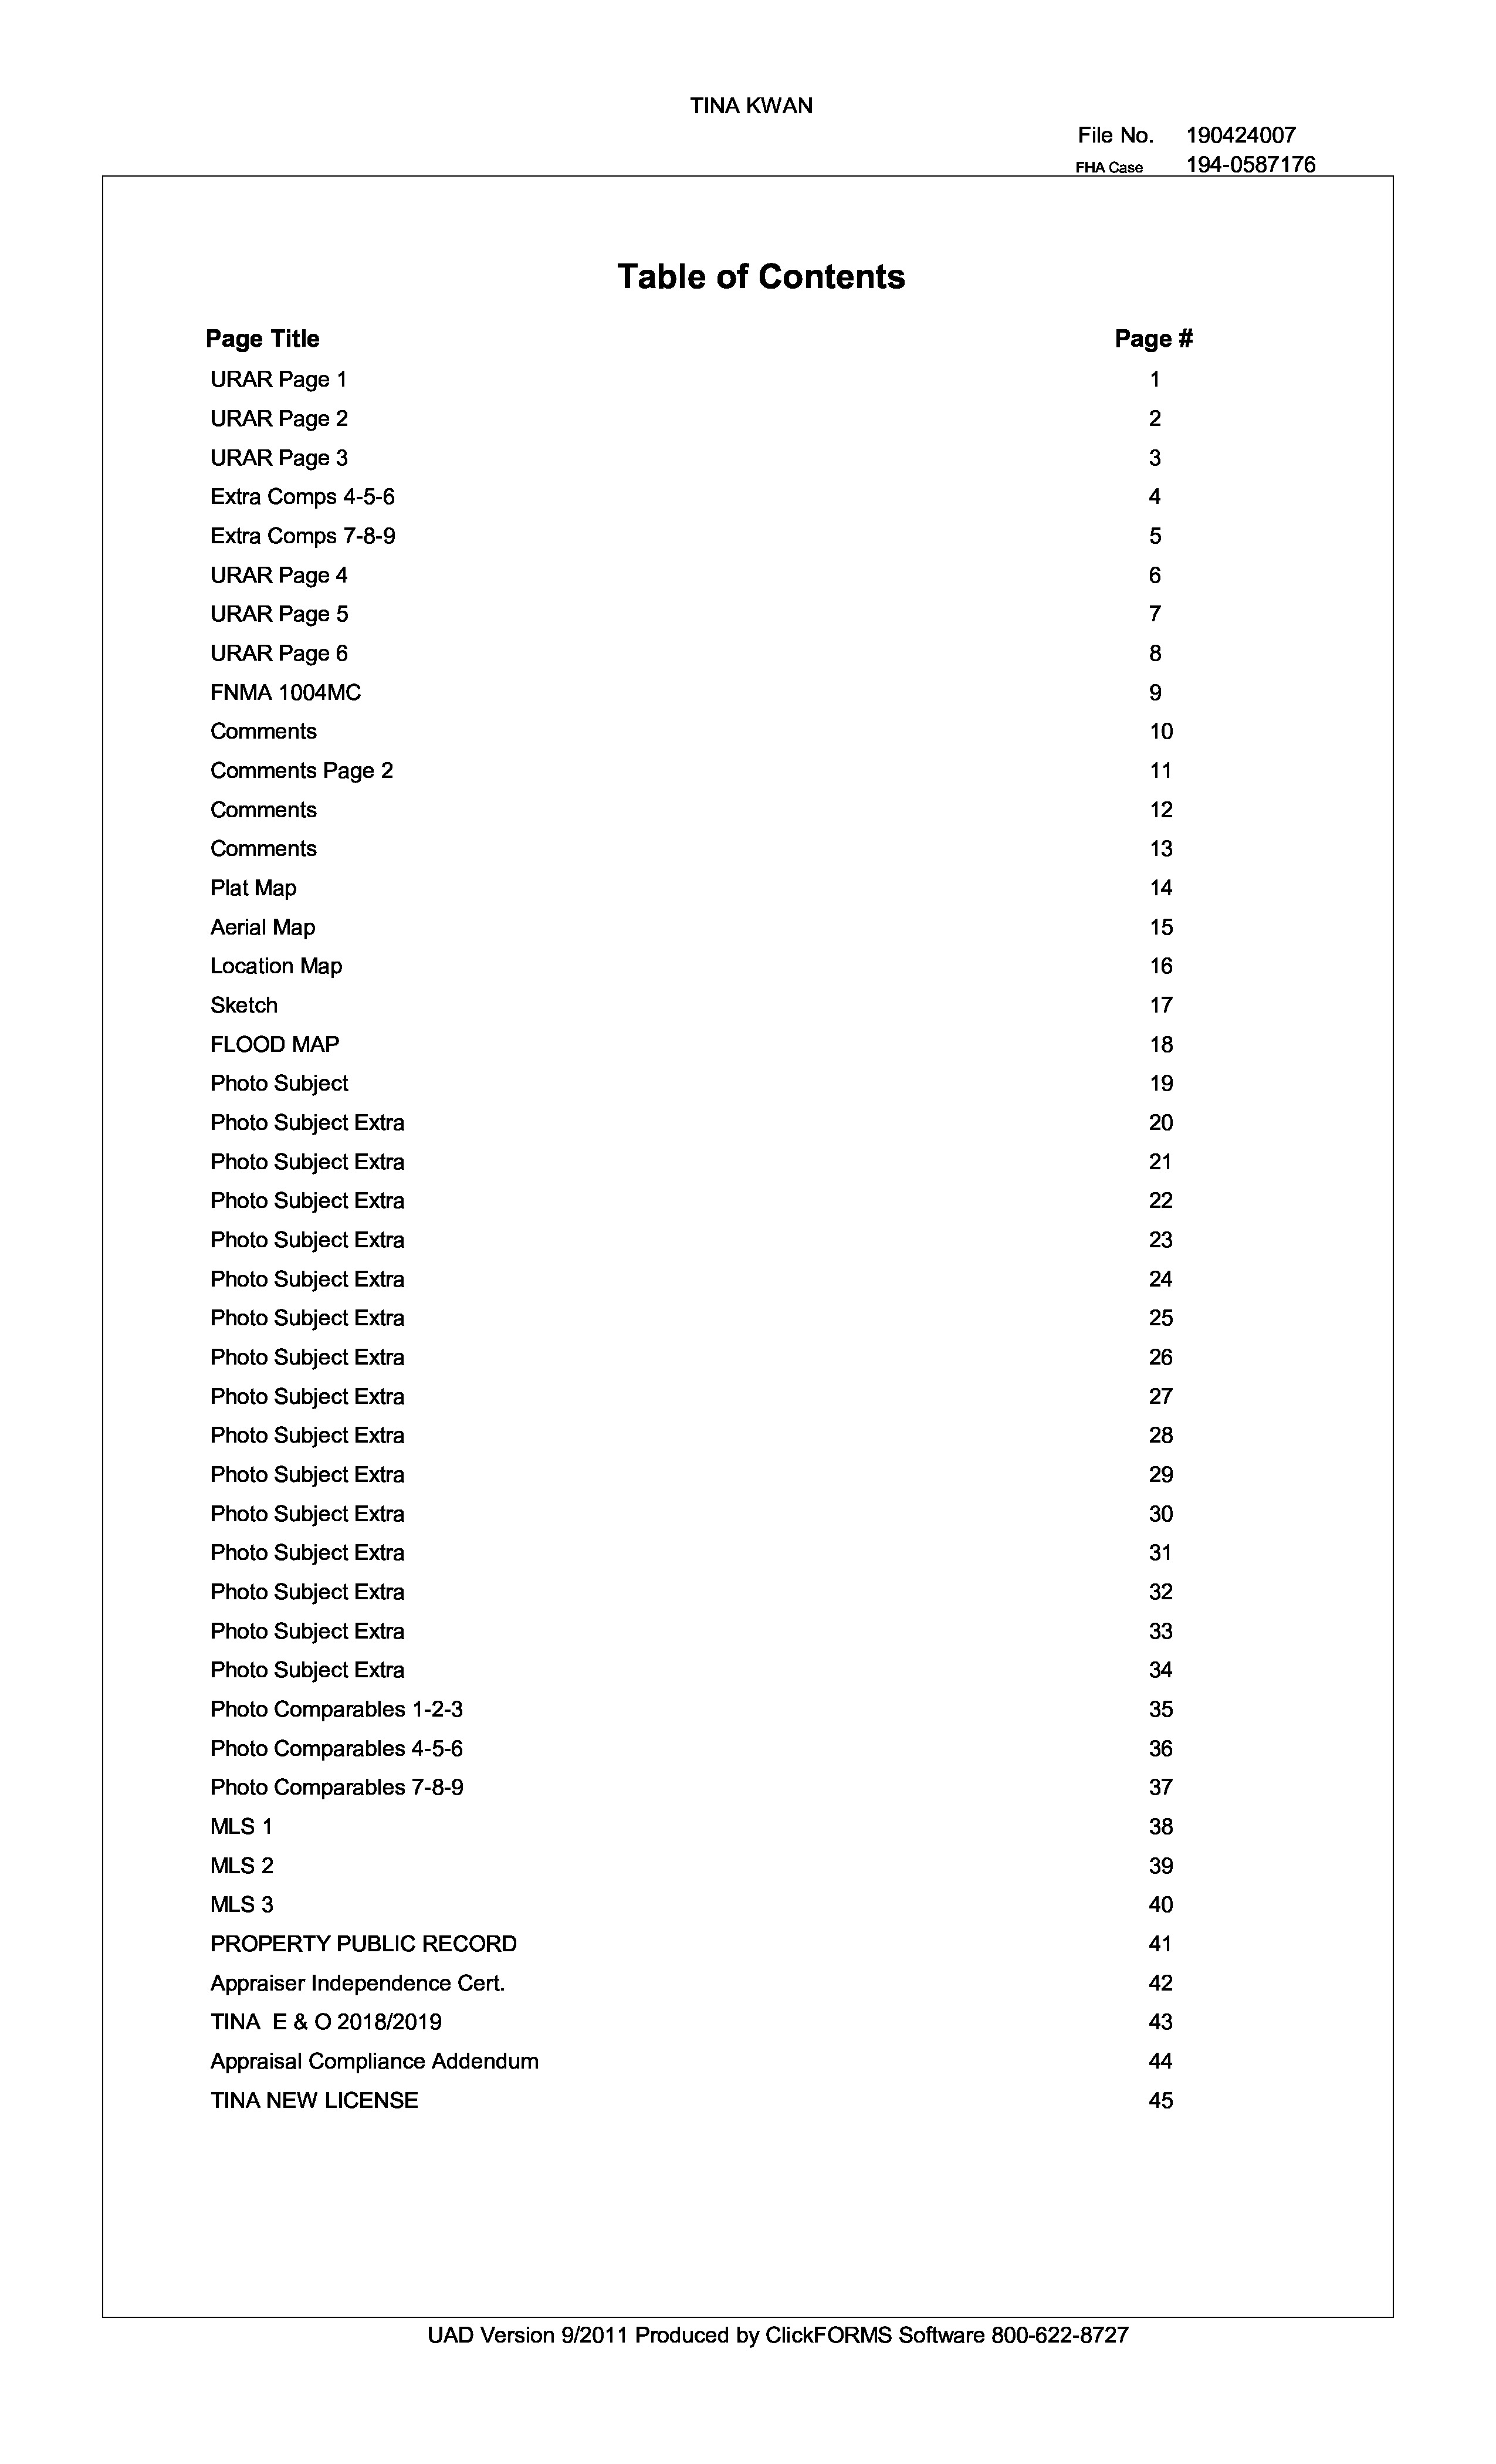 TINA KWAN
File No. 190424007
FHA Case 194-0587176
Table of Contents
Page Title Page #
URAR Page 1 1
URAR Page 2 2
URAR Page 3 3
Extra Comps 4-5-6 4
Extra Comps 7-8-9 5
URAR Page 4 6
URAR Page 5 7
URAR Page 6 8
FNMA 1004MC 9
Comments 10
Comments Page 2 11
Comments 12
Comments 13
Plat Map 14
Aerial Map 15
Location Map 16
Sketch 17
FLOOD MAP 18
Photo Subject 19
Photo Subject Extra 20
Photo Subject Extra 21
Photo Subject Extra 22
Photo Subject Extra 23
Photo Subject Extra 24
Photo Subject Extra 25
Photo Subject Extra 26
Photo Subject Extra 27
Photo Subject Extra 28
Photo Subject Extra 29
Photo Subject Extra 30
Photo Subject Extra 31
Photo Subject Extra 32
Photo Subject Extra 33
Photo Subject Extra 34
Photo Comparables 1-2-3 35
Photo Comparables 4-5-6 36
Photo Comparables 7-8-9 37
MLS 1 38
MLS 2 39
MLS 3 40
PROPERTY PUBLIC RECORD 41
Appraiser Independence Cert. 42
TINA E & O 2018/2019 43
Appraisal Compliance Addendum 44
TINA NEW LICENSE 45
UAD Version 9/2011 Produced by ClickFORMS Software 800-622-8727